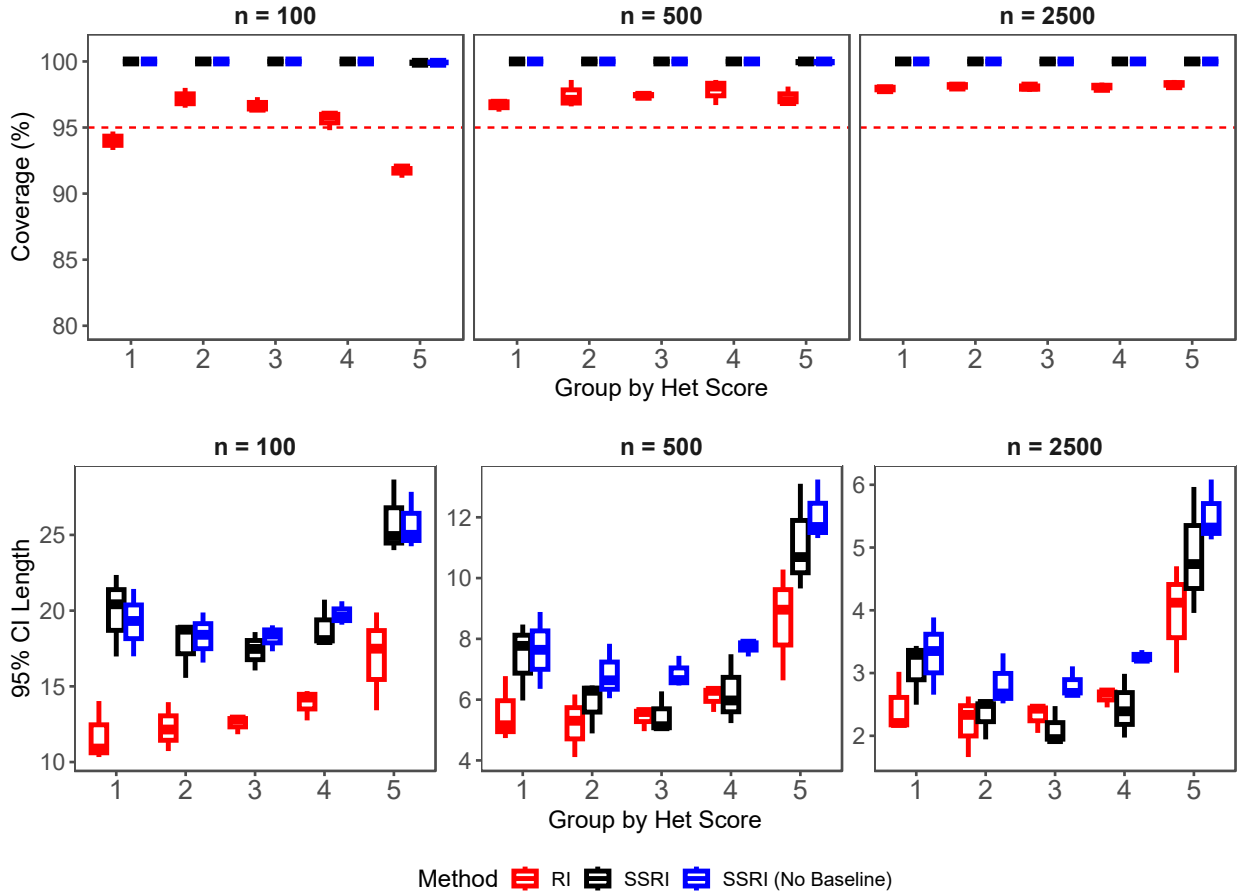 n = 100
n = 500
n = 2500
Coverage (%)
100
95
90
85
80
1 2 3 4 5
1 2 3 4 5
1 2 3 4 5
Group by Het Score
n = 100
n = 500
n = 2500
95% CI Length
25
20
15
10
12
10
8
6
4
6
5
4
3
2
1 2 3 4 5
1 2 3 4 5
1 2 3 4 5
Group by Het Score
Method RI SSRI SSRI (No Baseline)